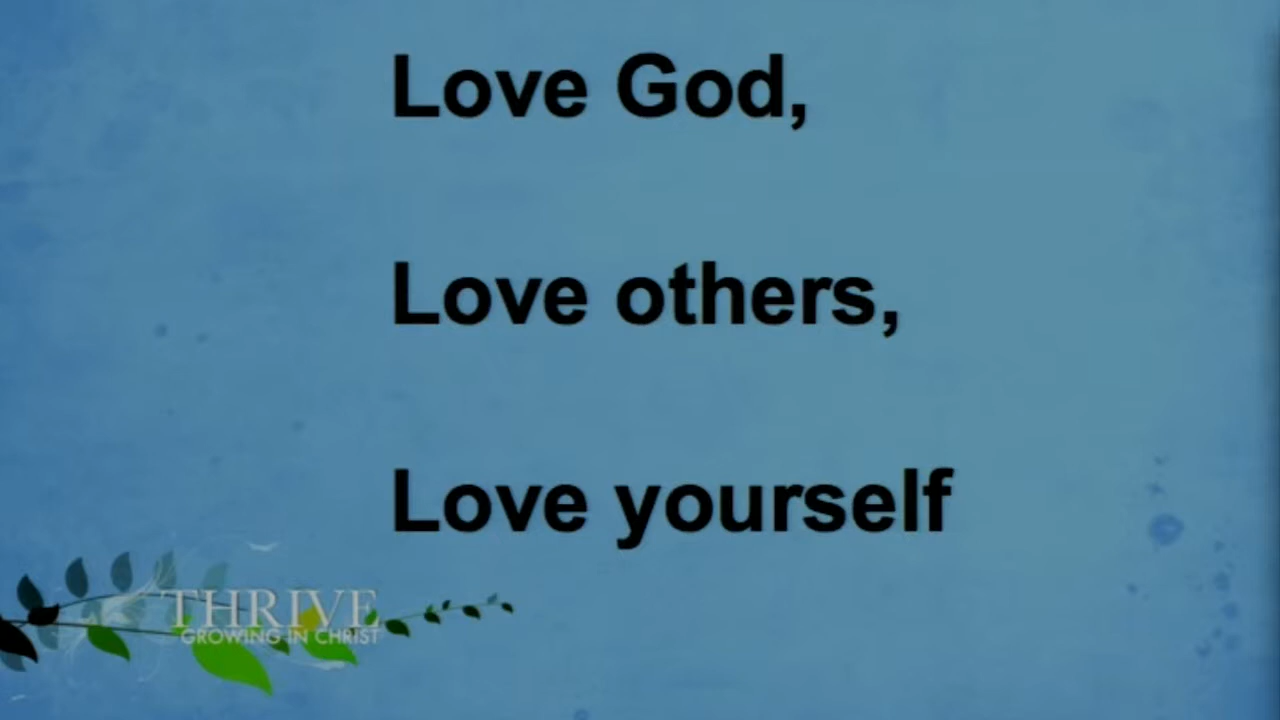 Love God,
Love others,
Love yourself
THRIVE
GROWING IN CHRIST